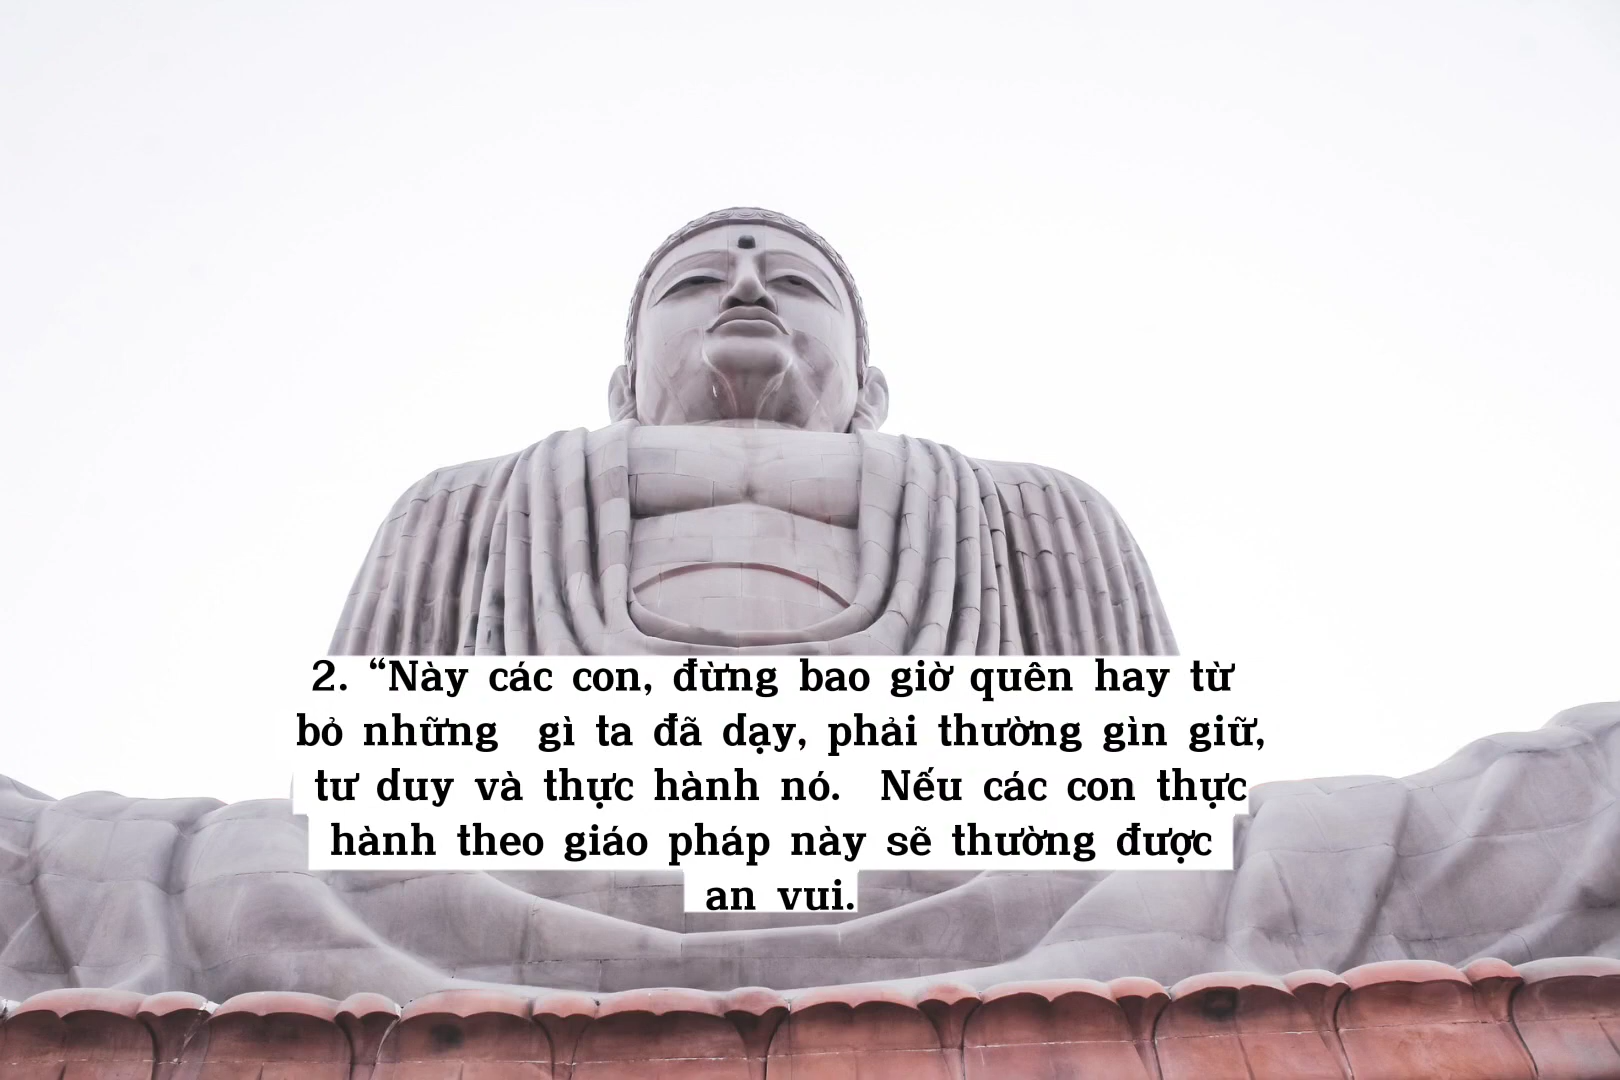 2. “Này các con, đừng bao giờ quên hay từ
bỏ những gì ta đã dạy, phải thường gìn giữ,
tư duy và thực hành nó. Nếu các con thực
hành theo giáo pháp này sẽ thường được
an vui.